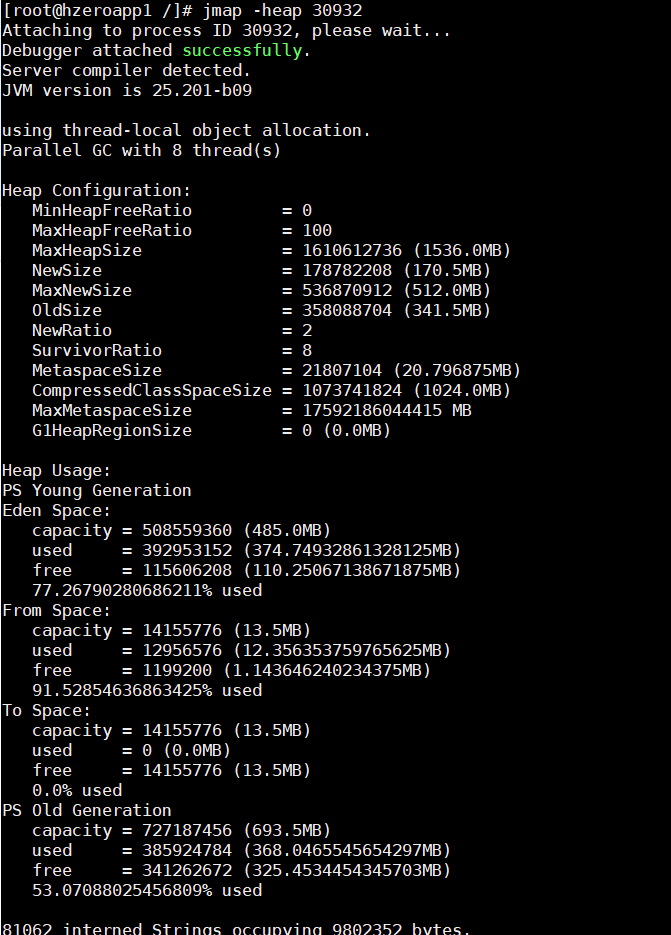 [root@hzeroapp1 /]# jmap -heap 30932
Attaching to process ID 30932, please wait...
Debugger attached successfully.
Server compiler detected.
JVM version is 25.201-b09

using thread-local object allocation.
Parallel GC with 8 thread(s)

Heap Configuration:
   MinHeapFreeRatio         = 0
   MaxHeapFreeRatio         = 100
   MaxHeapSize              = 1610612736 (1536.0MB)
   NewSize                  = 178782208 (170.5MB)
   MaxNewSize               = 536870912 (512.0MB)
   OldSize                  = 358088704 (341.5MB)
   NewRatio                 = 2
   SurvivorRatio            = 8
   MetaspaceSize            = 21807104 (20.796875MB)
   CompressedClassSpaceSize = 1073741824 (1024.0MB)
   MaxMetaspaceSize         = 17592186044415 MB
   G1HeapRegionSize         = 0 (0.0MB)

Heap Usage:
PS Young Generation
Eden Space:
   capacity = 508559360 (485.0MB)
   used     = 392953152 (374.74932861328125MB)
   free     = 115606208 (110.25067138671875MB)
   77.26790280686211% used
From Space:
   capacity = 14155776 (13.5MB)
   used     = 12956576 (12.356353759765625MB)
   free     = 1199200 (1.143646240234375MB)
   91.52854636863425% used
To Space:
   capacity = 14155776 (13.5MB)
   used     = 0 (0.0MB)
   free     = 14155776 (13.5MB)
   0.0% used
PS Old Generation
   capacity = 727187456 (693.5MB)
   used     = 385924784 (368.0465545654297MB)
   free     = 341262672 (325.4534454345703MB)
   53.07088025456809% used

81062 interned Strings occupying 9802352 bytes.